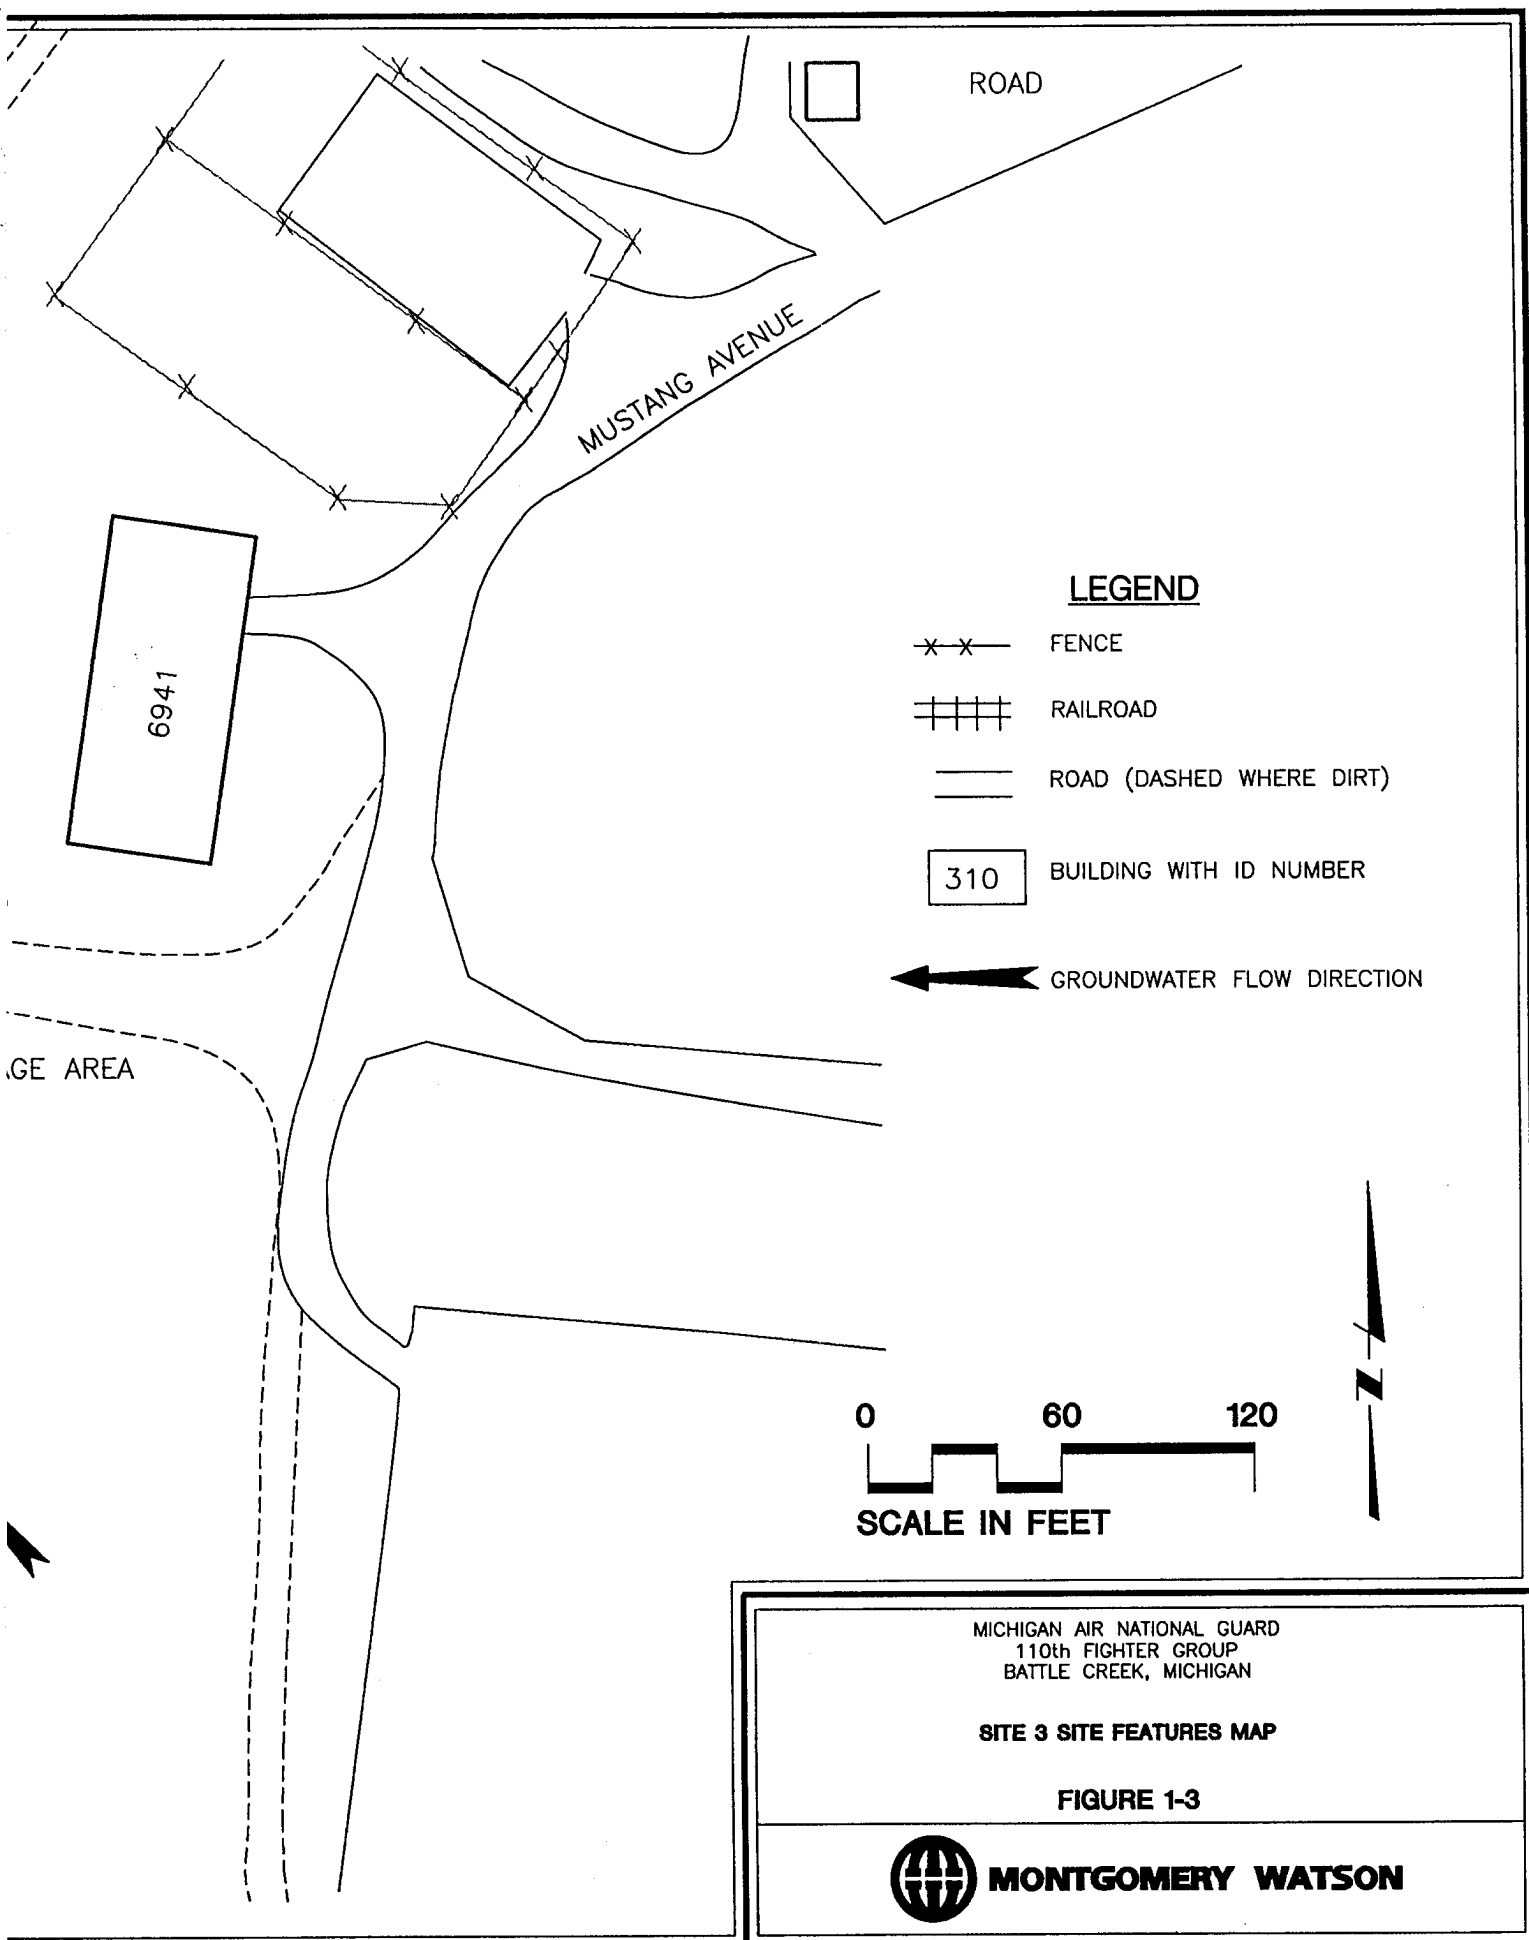 ROAD
MUSTANG AVENUE
6941
LEGEND
FENCE
RAILROAD
ROAD (DASHED WHERE DIRT)
310 BUILDING WITH ID NUMBER
GROUNDWATER FLOW DIRECTION
AREA
N
0 60 120
SCALE IN FEET
MICHIGAN AIR NATIONAL GUARD
110th FIGHTER GROUP
BATTLE CREEK, MICHIGAN
SITE 3 SITE FEATURES MAP
FIGURE 1-3
MONTGOMERY WATSON